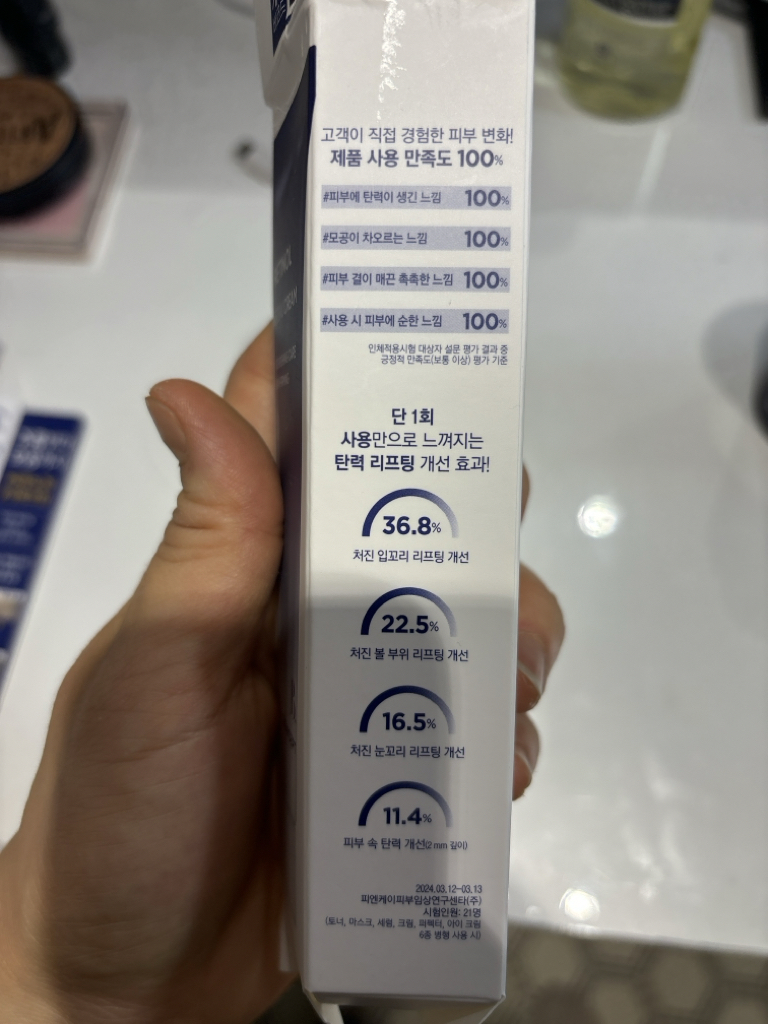 고객이 직접 경험한 피부 변화!
제품 사용 만족도 100%
#피부에 탄력이 생긴 느낌 100%
#모공이 차오르는 느낌 100%
#피부 결이 매끈 촉촉한 느낌 100%
#사용 시 피부에 순한 느낌 100%
인체적용시험 대상자 설문 평가 결과 중
긍정적 만족도(보통 이상) 평가 기준
단 1회
사용만으로 느껴지는
탄력 리프팅 개선 효과!
36.8%
처진 입꼬리 리프팅 개선
22.5%
처진 볼 부위 리프팅 개선
16.5%
처진 눈꼬리 리프팅 개선
11.4%
피부 속 탄력 개선(2 mm 깊이)
2024.03.12-03.13
피엔케이피부임상연구센타(주)
시험인원: 21명
(토너, 마스크, 세럼, 크림, 퍼펙터, 아이 크림
6종 병행 사용 시)